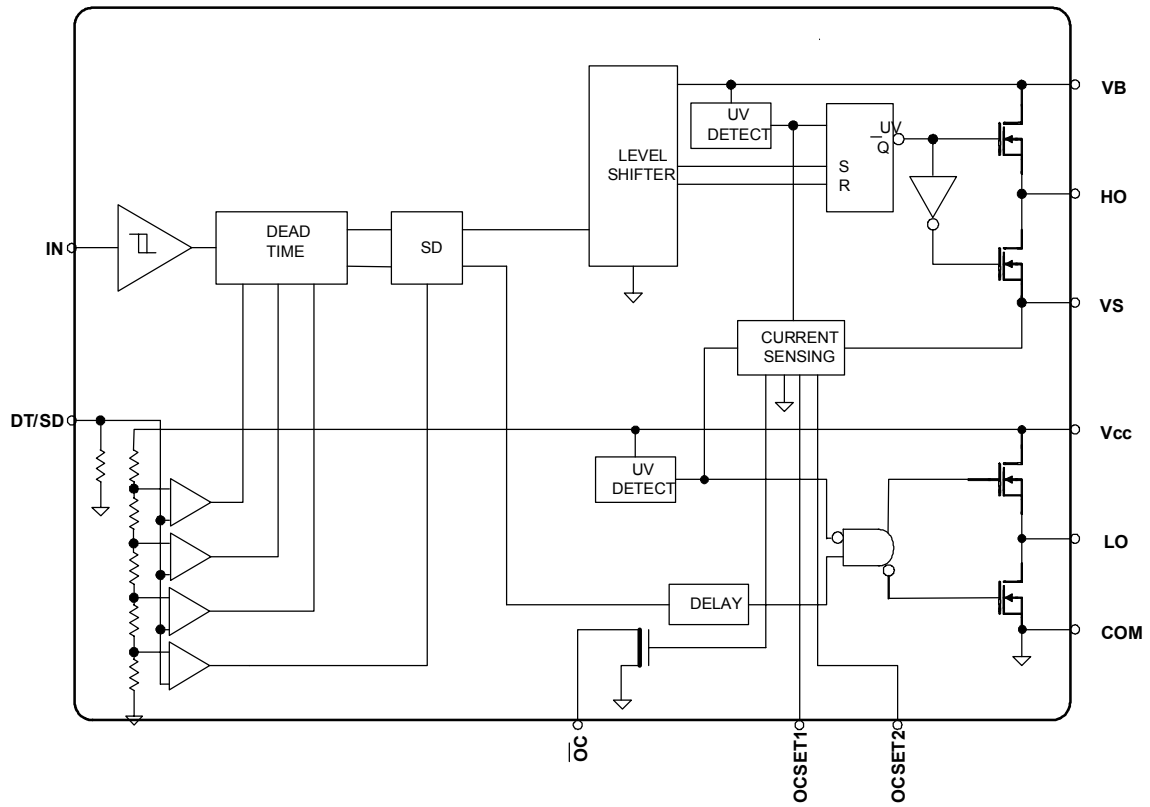 VB
UV
DETECT
UV
Q
LEVEL
SHIFTER
S
R
HO
DEAD
TIME
SD
IN
VS
CURRENT
SENSING
DT/SD
Vcc
UV
DETECT
LO
DELAY
COM
OC
OCSET1
OCSET2